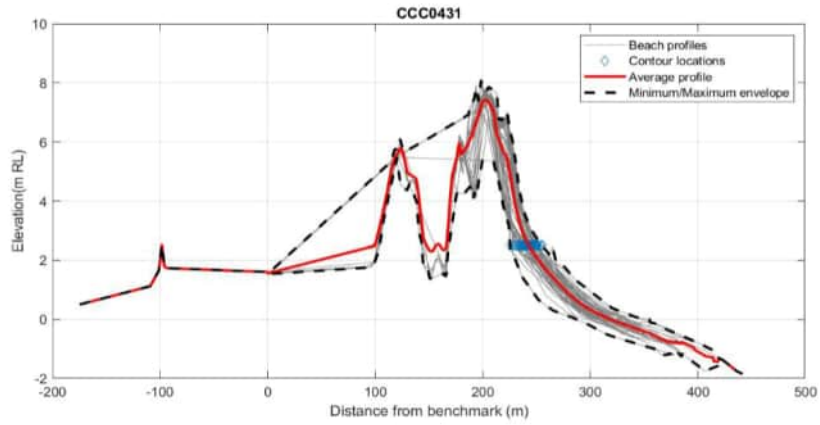 CCC0431
Beach profiles
Contour locations
Average profile
Minimum/Maximum envelope
Elevation(m RL)
10
8
6
4
2
0
-2
-200 -100 0 100 200 300 400 500
Distance from benchmark (m)